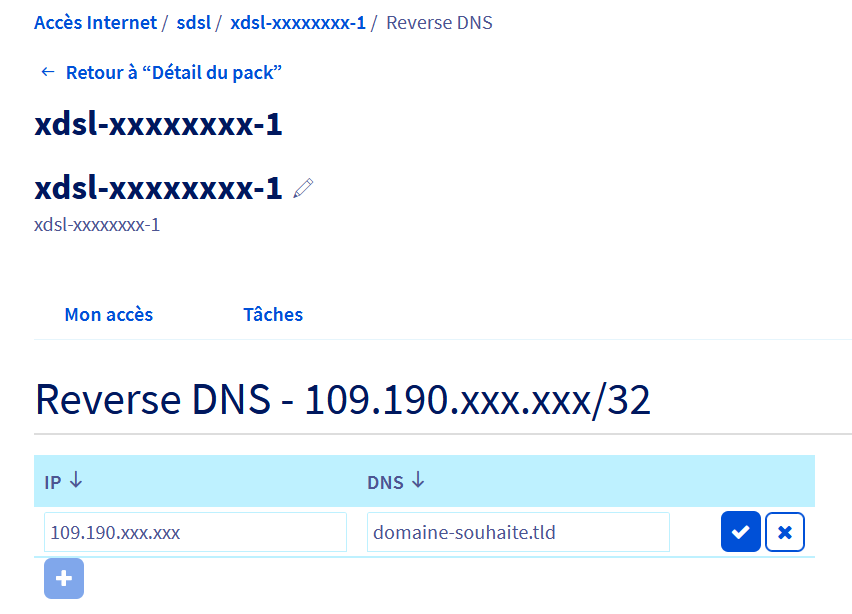 Accès Internet / sdsl / xdsl-xxxxxxxx-1 / Reverse DNS
← Retour à “Détail du pack”
xdsl-xxxxxxxx-1
xdsl-xxxxxxxx-1
xdsl-xxxxxxxx-1
Mon accès Tâches
Reverse DNS - 109.190.xxx.xxx/32
IP ↓ DNS ↓
109.190.xxx.xxx domaine-souhaite.tld